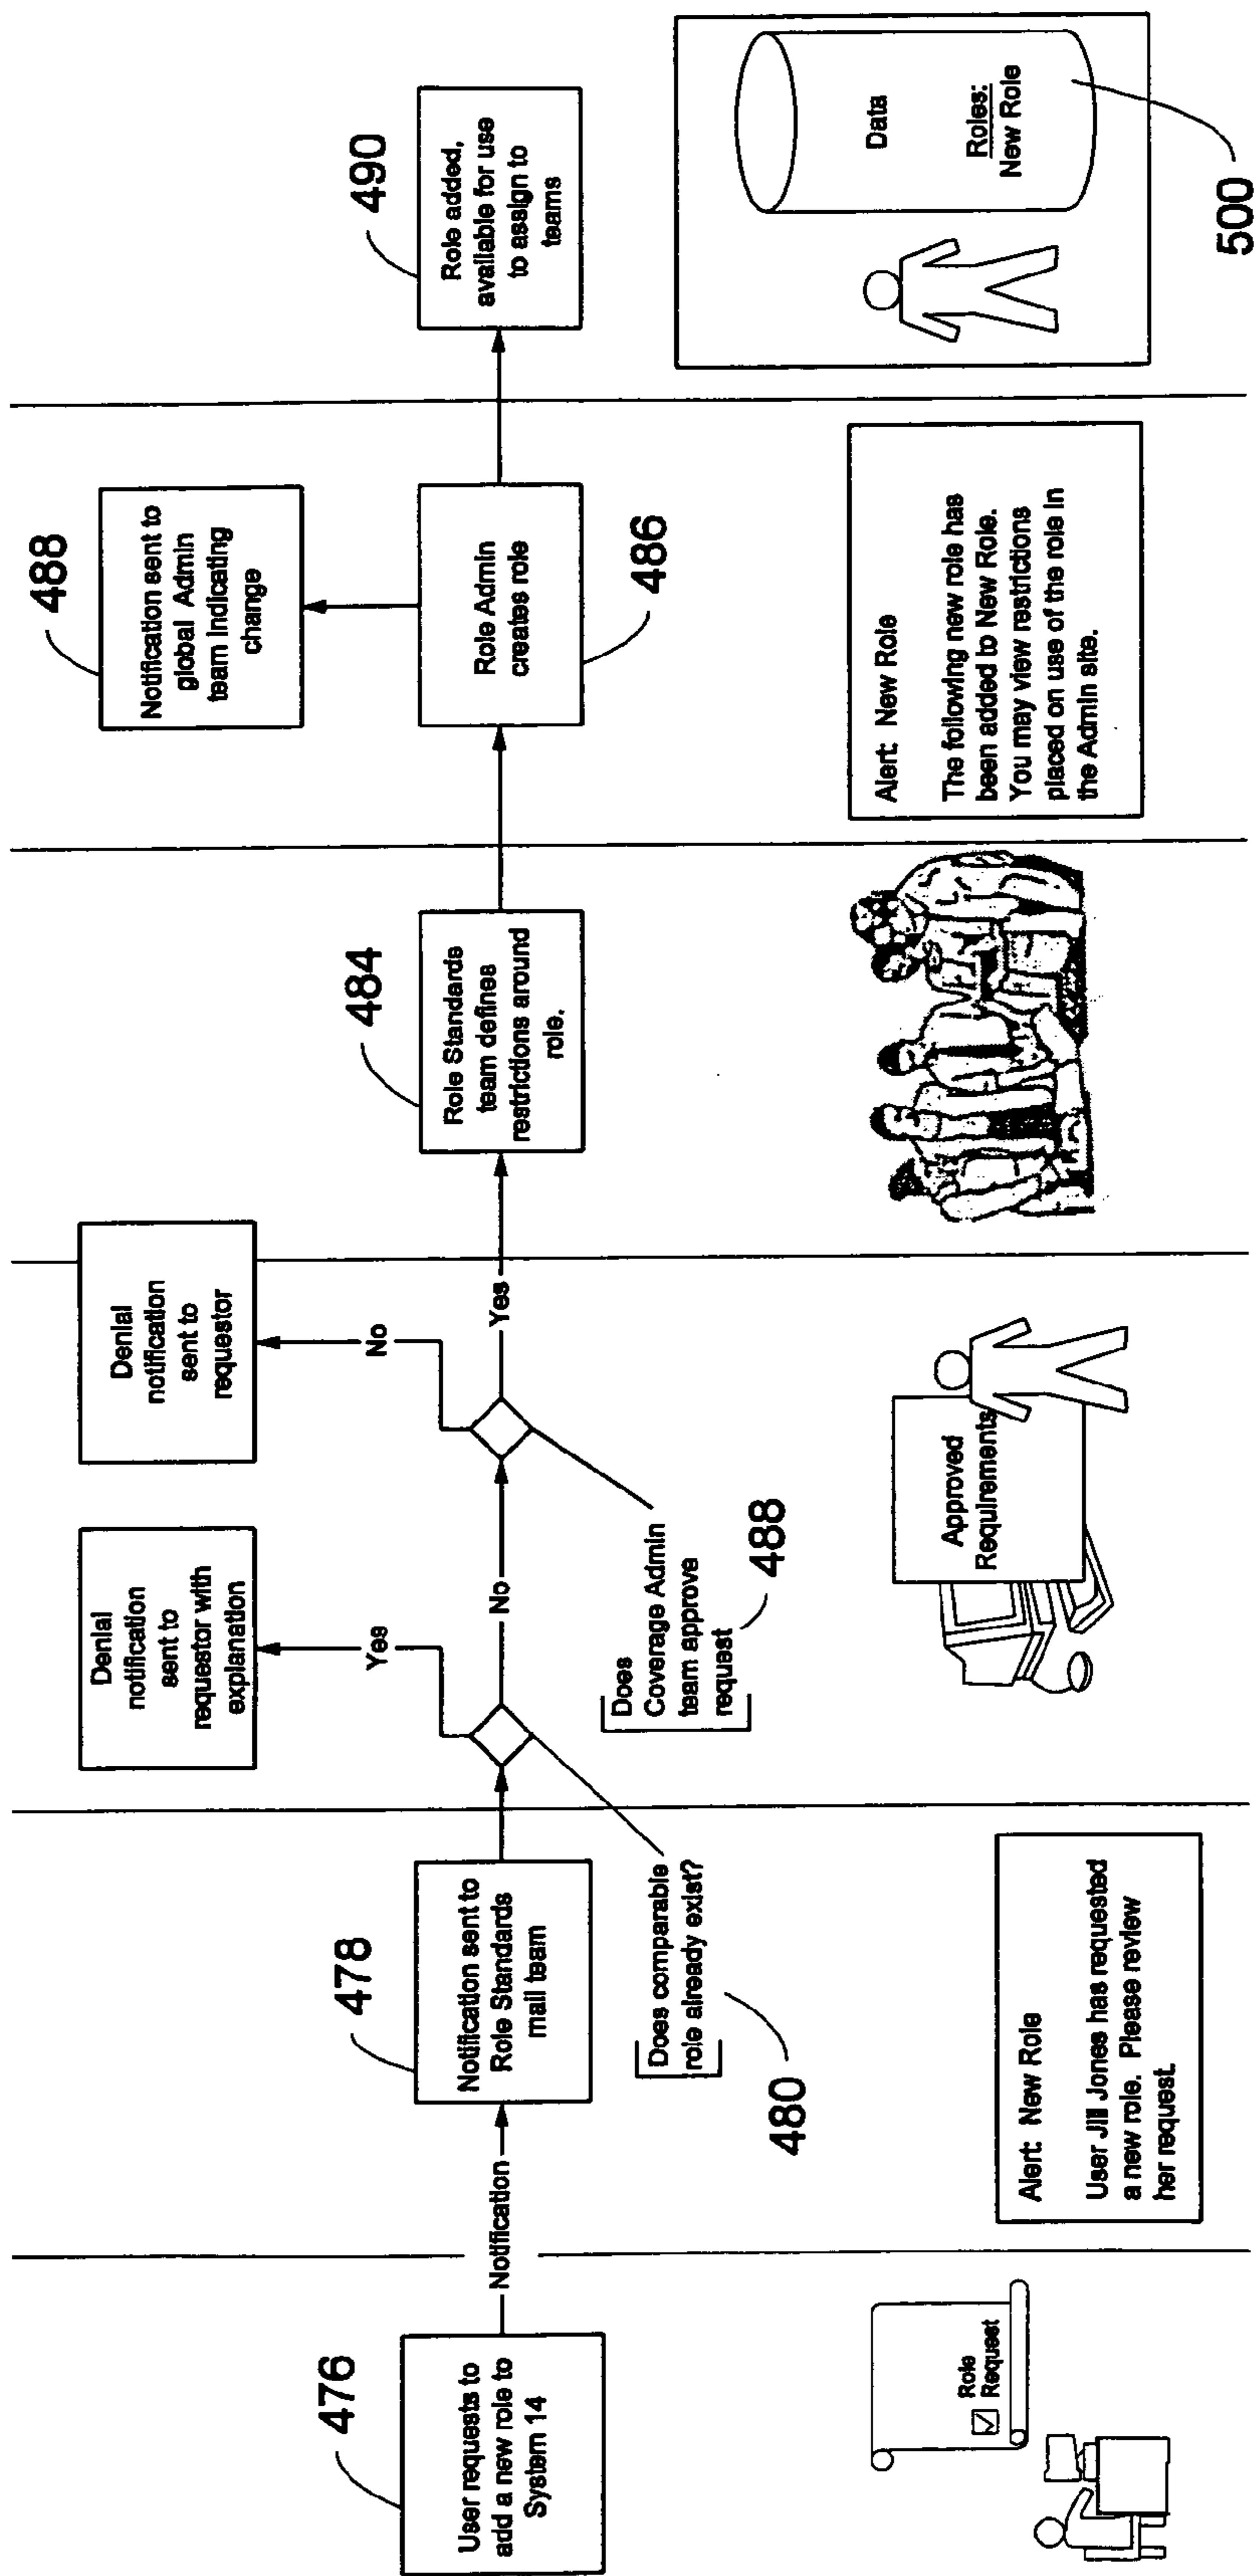 476
User requests to
add a new role to
System 14
Notification
478
Notification sent to
Role Standards
mail team
480
Does comparable
role already exist?
Yes
Denial
notification
sent to
requestor with
explanation
No
488
Does
Coverage Admin
team approve
request
No
Denial
notification
sent to
requestor
Yes
484
Role Standards
team defines
restrictions around
role.
486
Role Admin
creates role
488
Notification sent to
global Admin
team indicating
change
490
Role added,
available for use
to assign to
teams
Role
Request
Alert: New Role
User Jill Jones has requested
a new role. Please review
her request.
Approved
Requirements
Alert: New Role
The following new role has
been added to New Role.
You may view restrictions
placed on use of the role in
the Admin site.
Data
Roles:
New Role
500